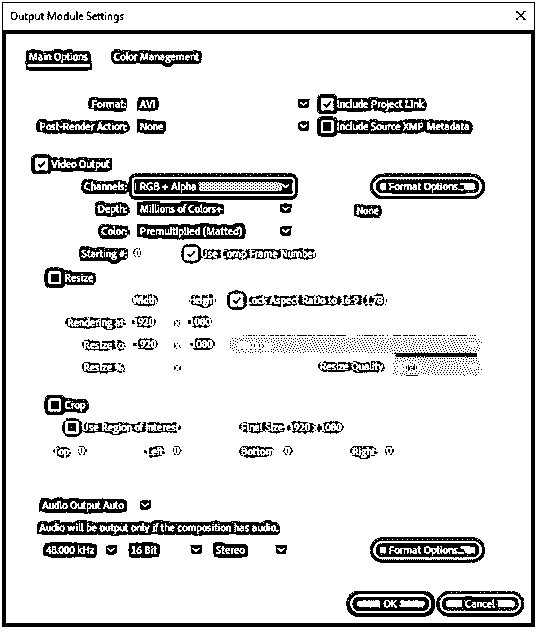 Output Module Settings
Main Options Color Management
Format: AVI Include Project Link
Post-Render Action: None Include Source XMP Metadata
Video Output
Channels: RGB + Alpha Format Options...
Depth: Millions of Colors+ None
Color: Premultiplied (Matted)
Starting #: 0 Use Comp Frame Number
Resize
Width Height Lock Aspect Ratio to 16:9 (1.78)
Rendering at: 1920 x 1080
Resize to: 1920 x 1080
Resize %: x Resize Quality:
Crop
Use Region of Interest Final Size: 1920 x 1080
Top: 0 Left: 0 Bottom: 0 Right: 0
Audio Output Auto
Audio will be output only if the composition has audio.
48.000 kHz 16 Bit Stereo Format Options...
OK Cancel